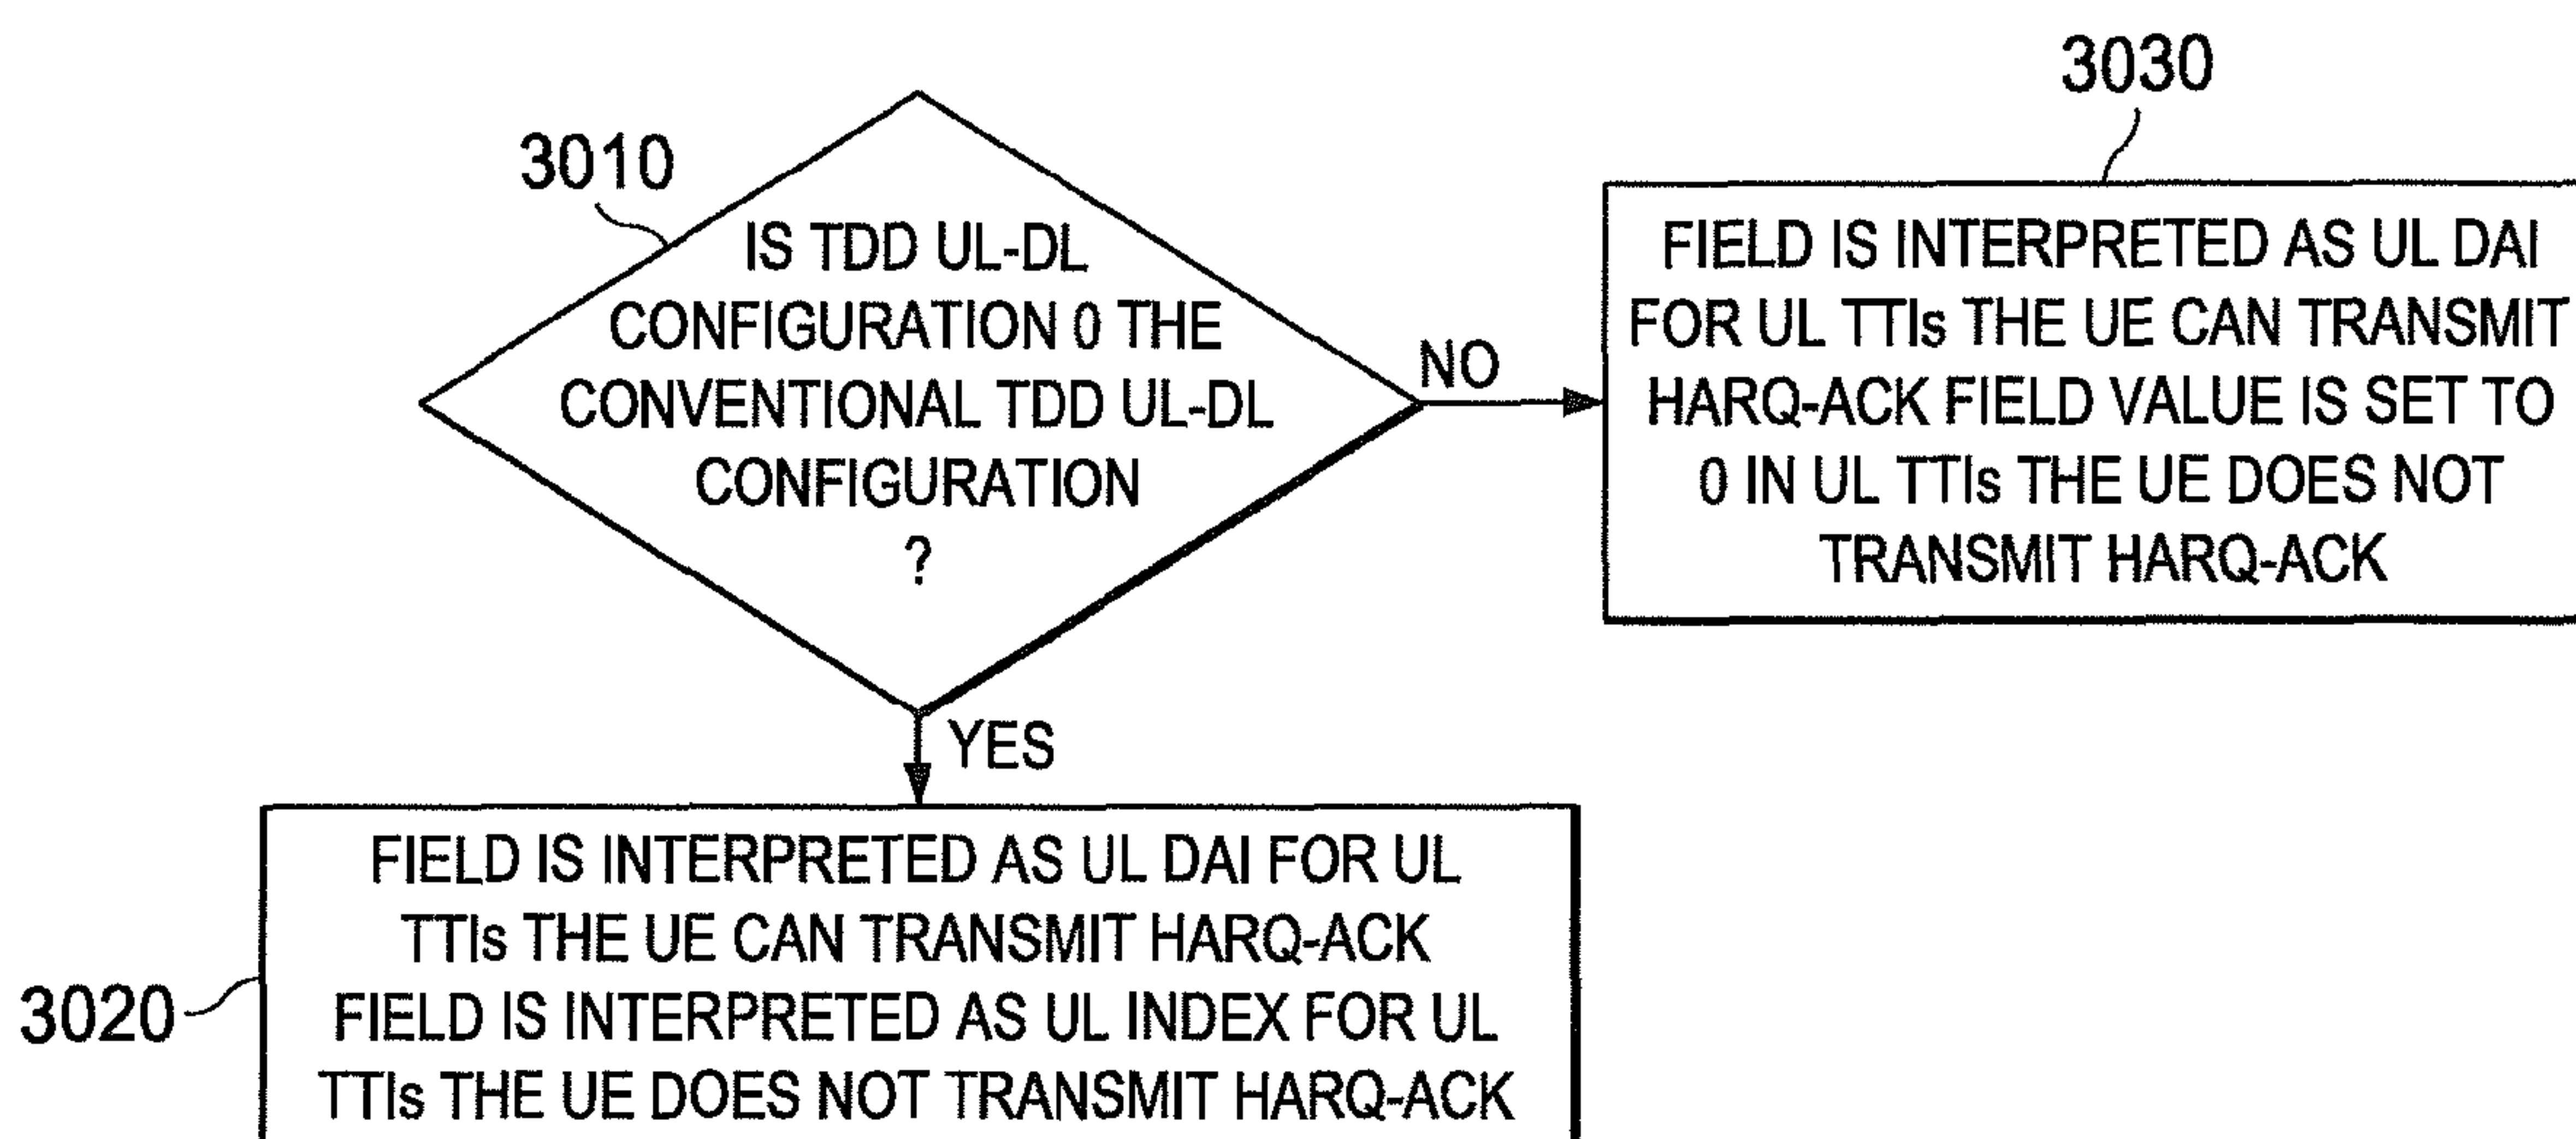 3010
IS TDD UL-DL
CONFIGURATION 0 THE
CONVENTIONAL TDD UL-DL
CONFIGURATION
?
NO
3030
FIELD IS INTERPRETED AS UL DAI
FOR UL TTIs THE UE CAN TRANSMIT
HARQ-ACK FIELD VALUE IS SET TO
0 IN UL TTIs THE UE DOES NOT
TRANSMIT HARQ-ACK
YES
3020
FIELD IS INTERPRETED AS UL DAI FOR UL
TTIs THE UE CAN TRANSMIT HARQ-ACK
FIELD IS INTERPRETED AS UL INDEX FOR UL
TTIs THE UE DOES NOT TRANSMIT HARQ-ACK